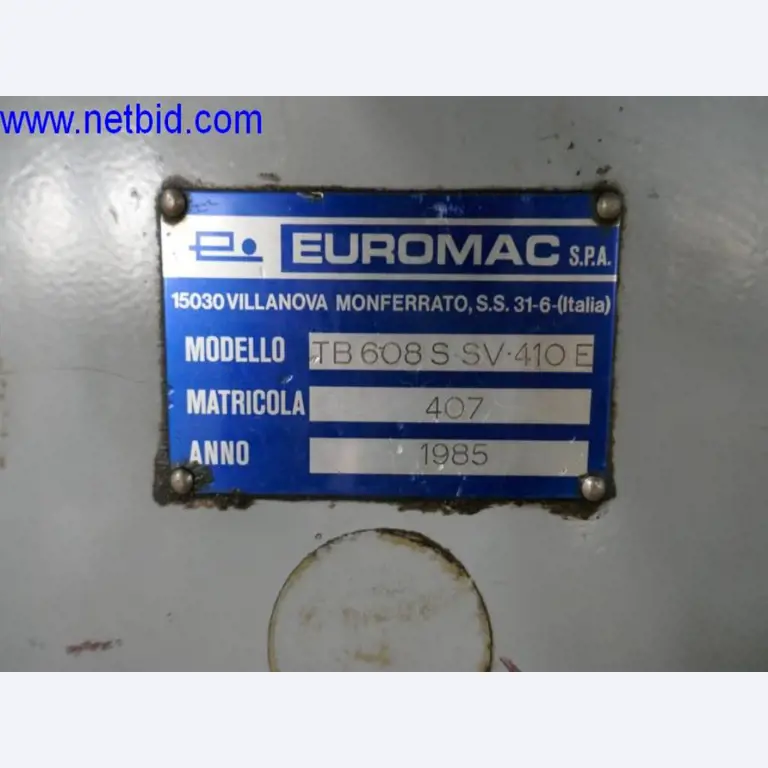 www.netbid.com
EUROMAC S.P.A.
15030 VILLANOVA MONFERRATO, S.S. 31-6-(Italia)
MODELLO TB 608 S SV·410 E
MATRICOLA 407
ANNO 1985